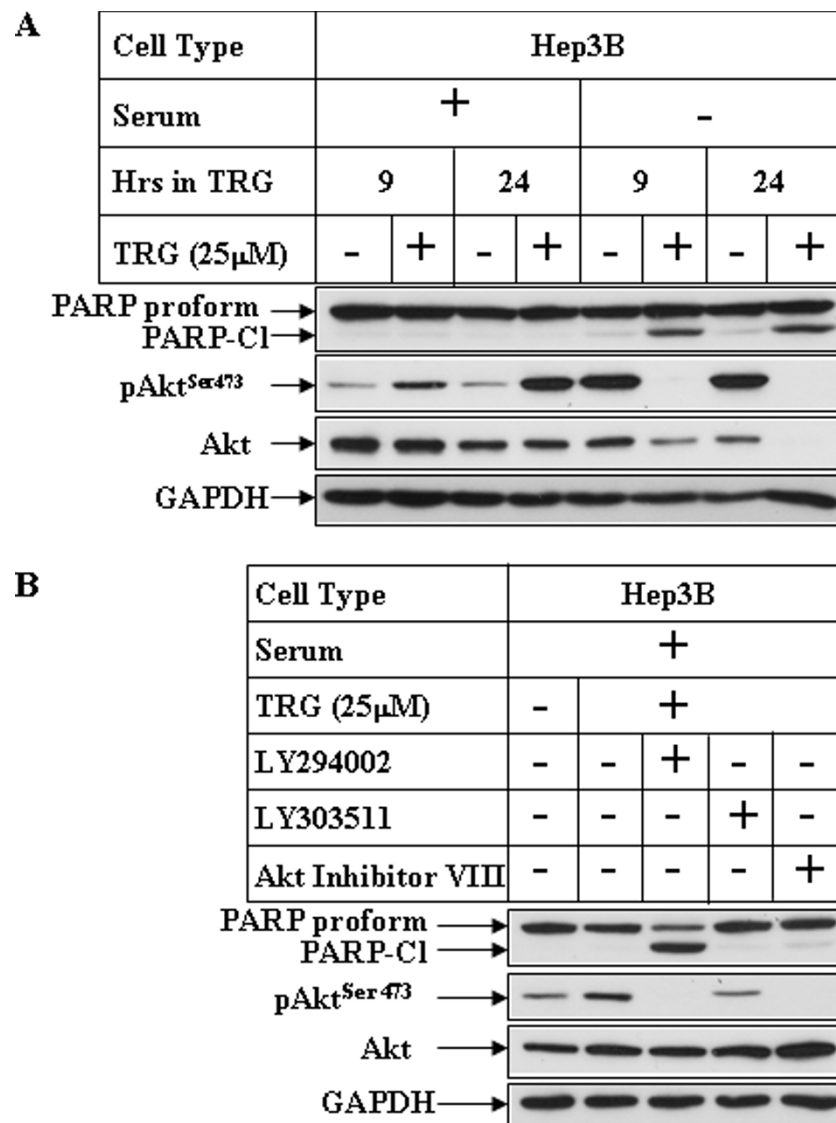 A
Cell Type Hep3B
Serum + -
Hrs in TRG 9 24 9 24
TRG (25µM) - + - + - + - +
PARP proform
PARP-Cl
pAktSer473
Akt
GAPDH
B
Cell Type Hep3B
Serum +
TRG (25µM) - +
LY294002 - - + - -
LY303511 - - - + -
Akt Inhibitor VIII - - - - +
PARP proform
PARP-Cl
pAktSer473
Akt
GAPDH